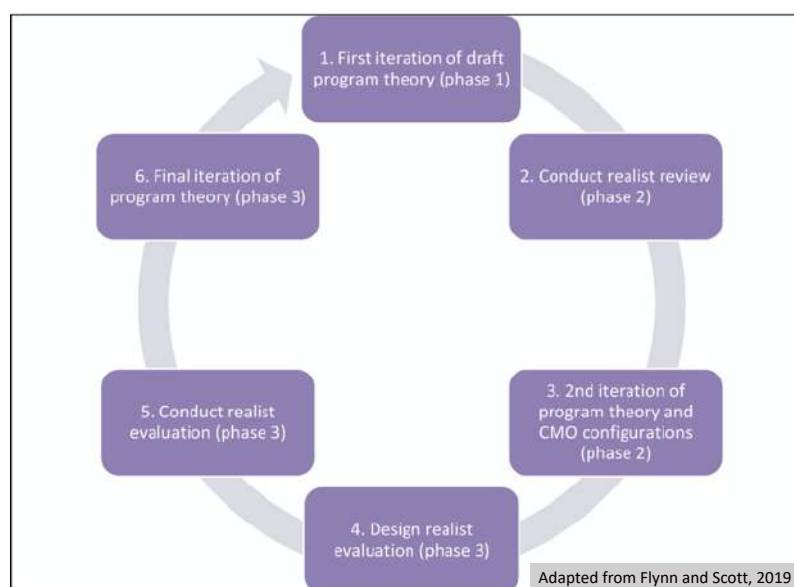 1. First iteration of draft
program theory (phase 1)
2. Conduct realist review
(phase 2)
3. 2nd iteration of
program theory and
CMO configurations
(phase 2)
4. Design realist
evaluation (phase 3)
5. Conduct realist
evaluation (phase 3)
6. Final iteration of
program theory (phase 3)
Adapted from Flynn and Scott, 2019